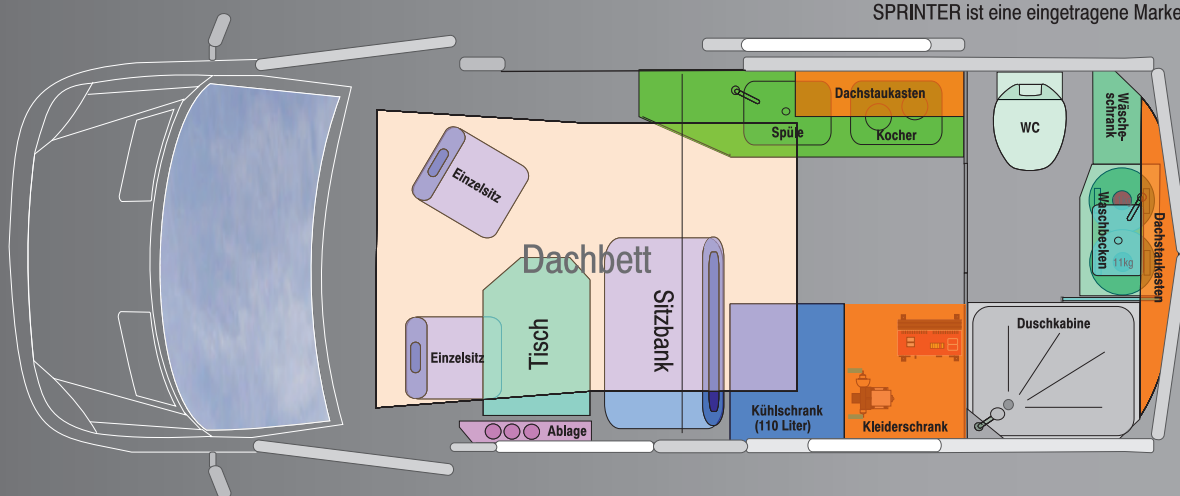 SPRINTER ist eine eingetragene Marke
Dachstaukasten
Spüle
Kocher
WC
Wäsche-
schrank
Einzelsitz
Dachbett
Waschbecken
11kg
Dachstaukasten
Sitzbank
Tisch
Einzelsitz
Duschkabine
Kühlschrank
(110 Liter)
Kleiderschrank
Ablage